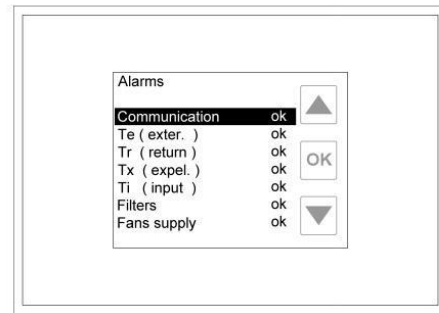 Alarms
Communication ok
Te ( exter. ) ok
Tr ( return ) ok
Tx ( expel. ) ok
Ti ( input ) ok
Filters ok
Fans supply ok
OK